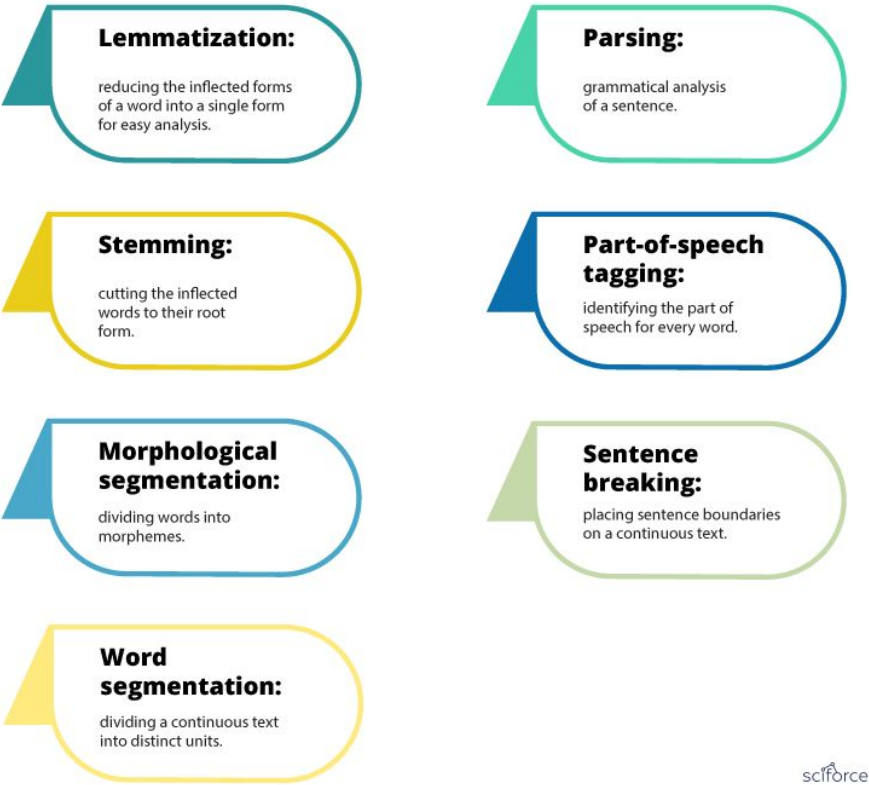 Lemmatization:
reducing the inflected forms
of a word into a single form
for easy analysis.
Stemming:
cutting the inflected
words to their root
form.
Morphological
segmentation:
dividing words into
morphemes.
Word
segmentation:
dividing a continuous text
into distinct units.
Parsing:
grammatical analysis
of a sentence.
Part-of-speech
tagging:
identifying the part of
speech for every word.
Sentence
breaking:
placing sentence boundaries
on a continuous text.
sciforce